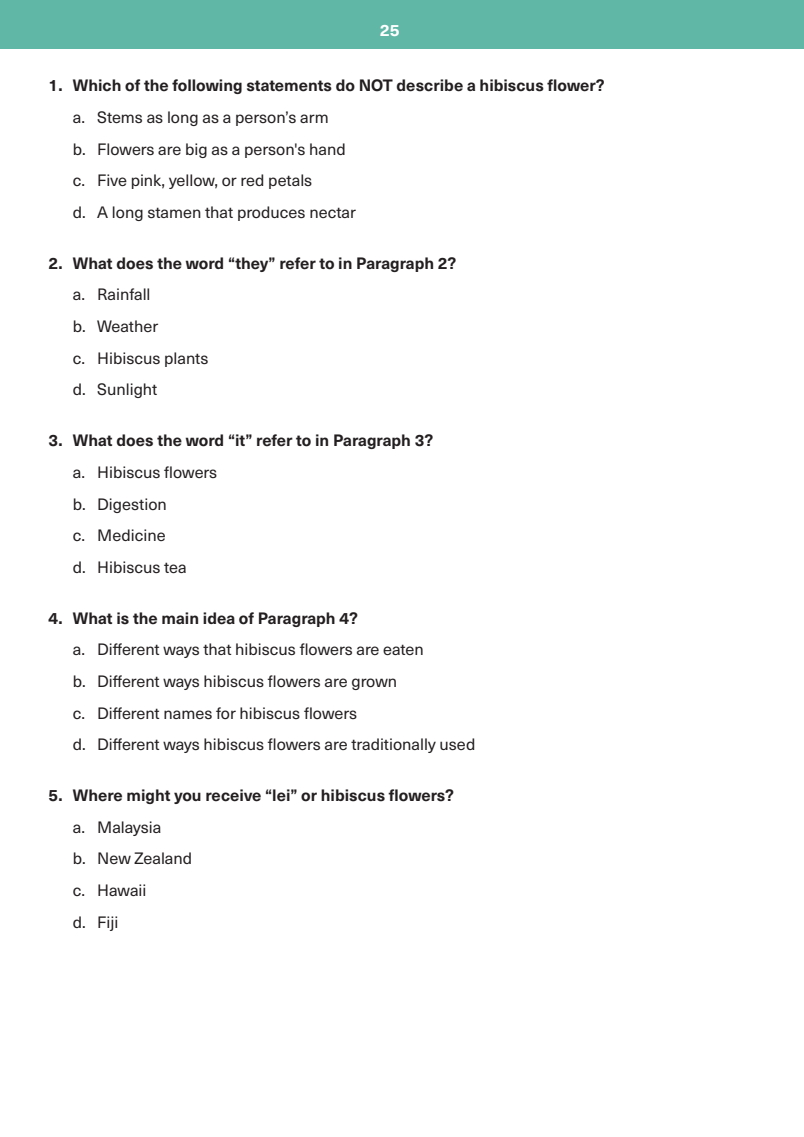 25
1. Which of the following statements do NOT describe a hibiscus flower?
a. Stems as long as a person’s arm
b. Flowers are big as a person's hand
c. Five pink, yellow, or red petals
d. A long stamen that produces nectar
2. What does the word “they” refer to in Paragraph 2?
a. Rainfall
b. Weather
c. Hibiscus plants
d. Sunlight
3. What does the word “it” refer to in Paragraph 3?
a. Hibiscus flowers
b. Digestion
c. Medicine
d. Hibiscus tea
4. What is the main idea of Paragraph 4?
a. Different ways that hibiscus flowers are eaten
b. Different ways hibiscus flowers are grown
c. Different names for hibiscus flowers
d. Different ways hibiscus flowers are traditionally used
5. Where might you receive “lei” or hibiscus flowers?
a. Malaysia
b. New Zealand
c. Hawaii
d. Fiji